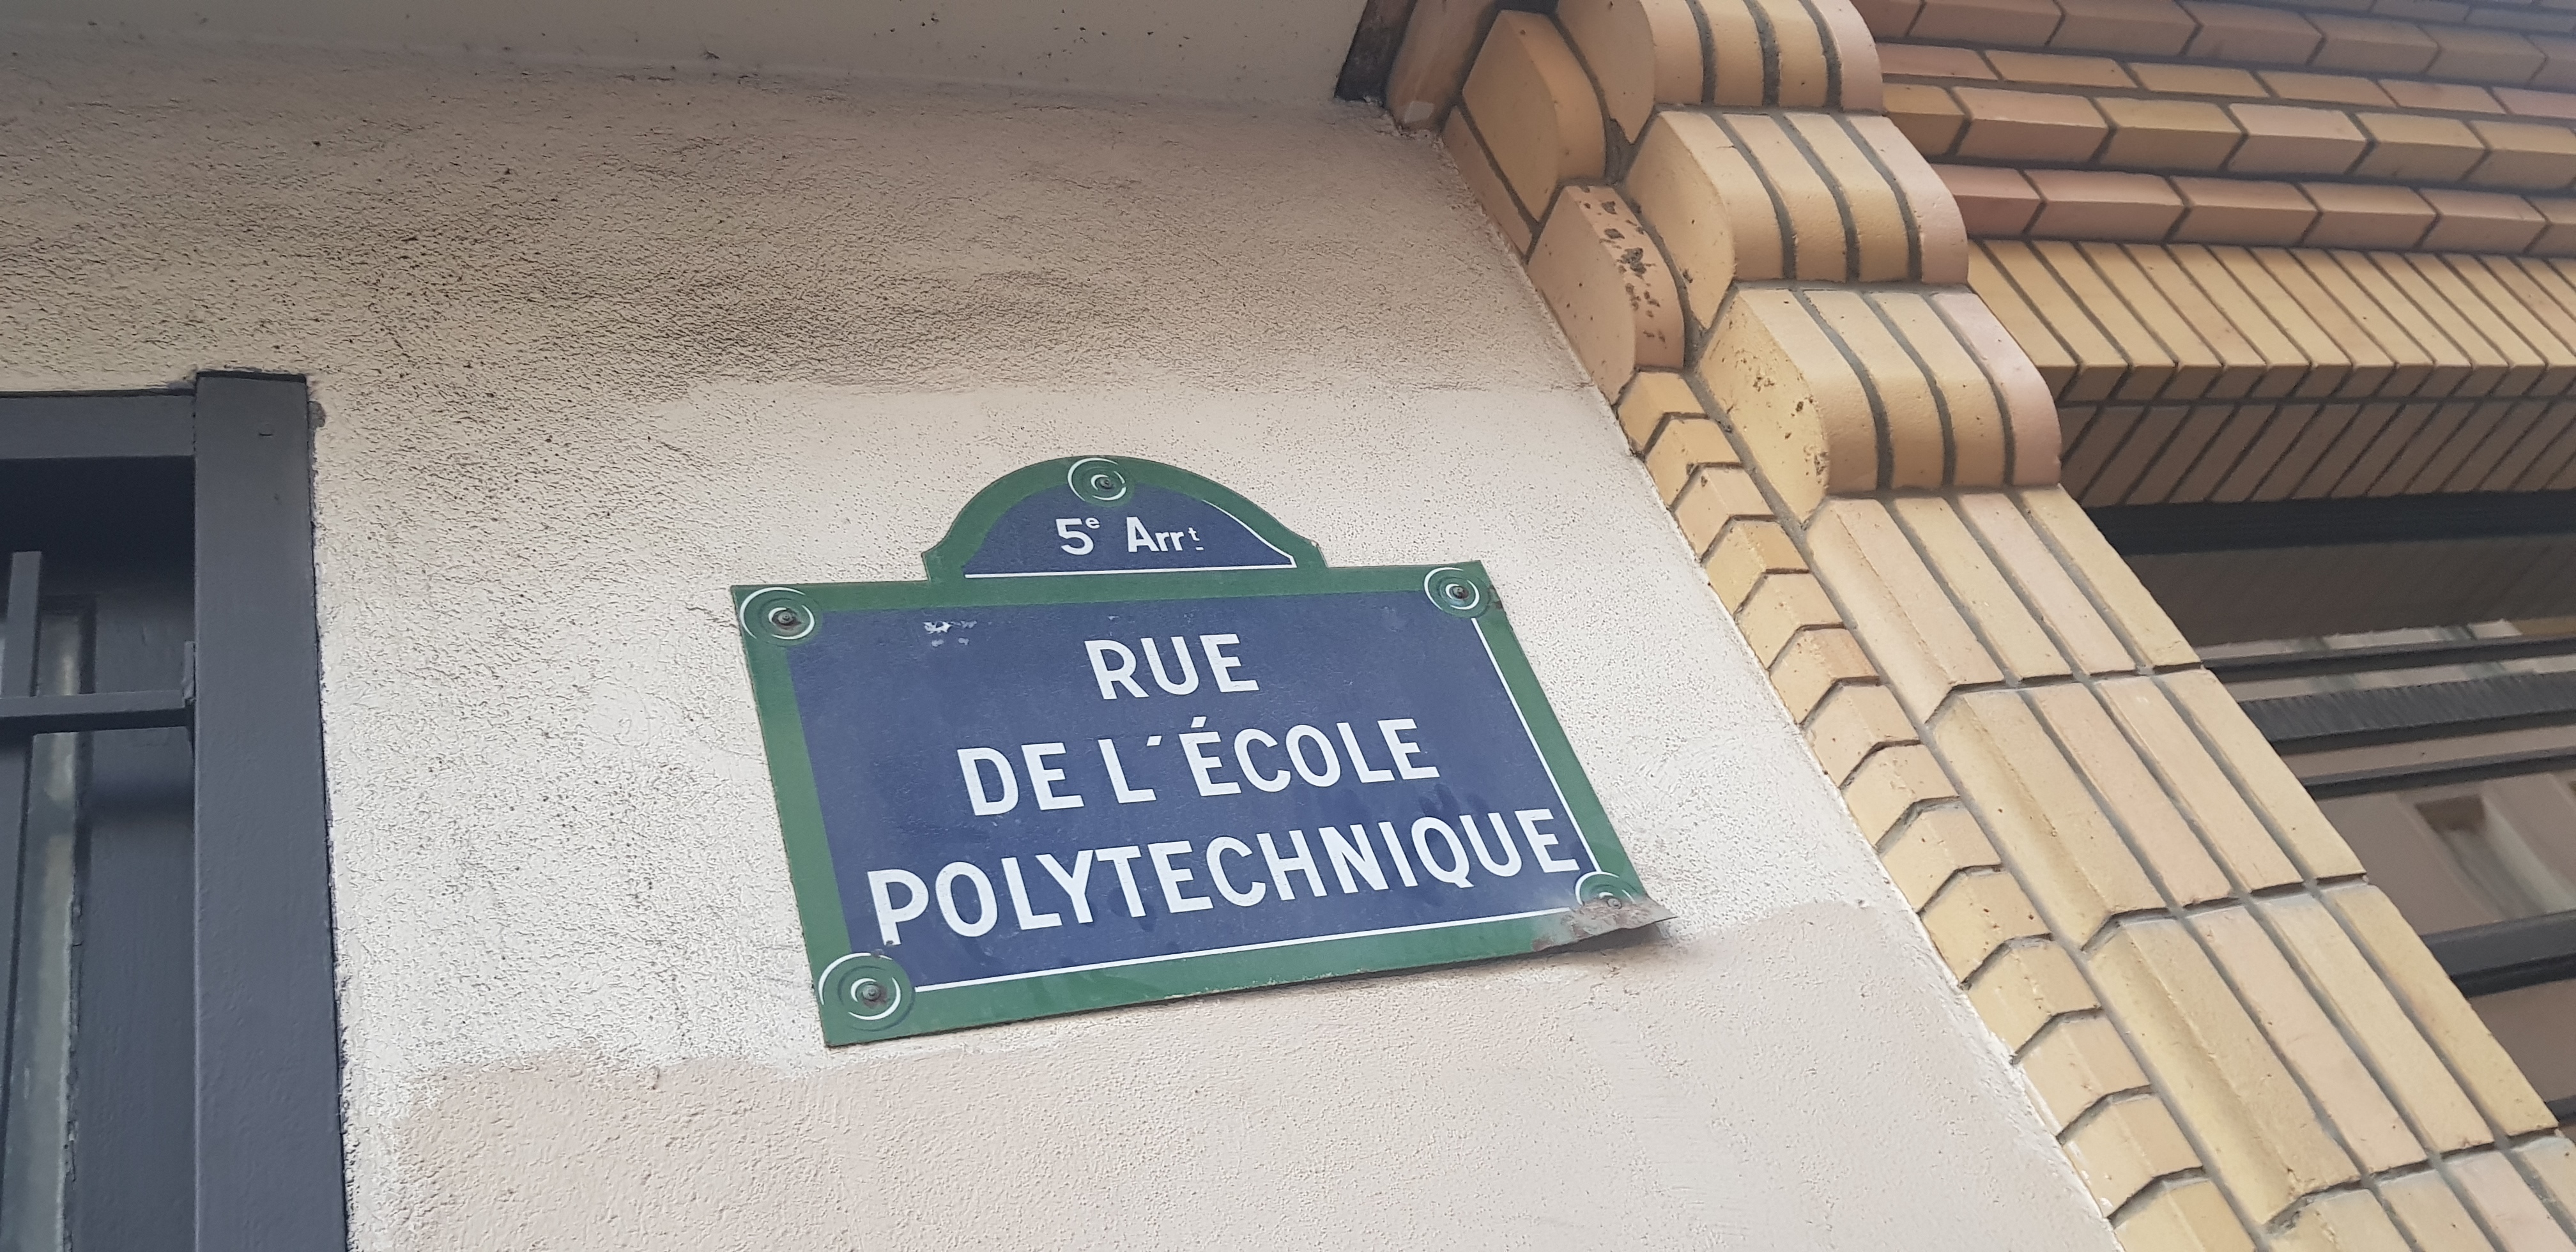 5e Arrt
RUE
DE L'ÉCOLE
POLYTECHNIQUE